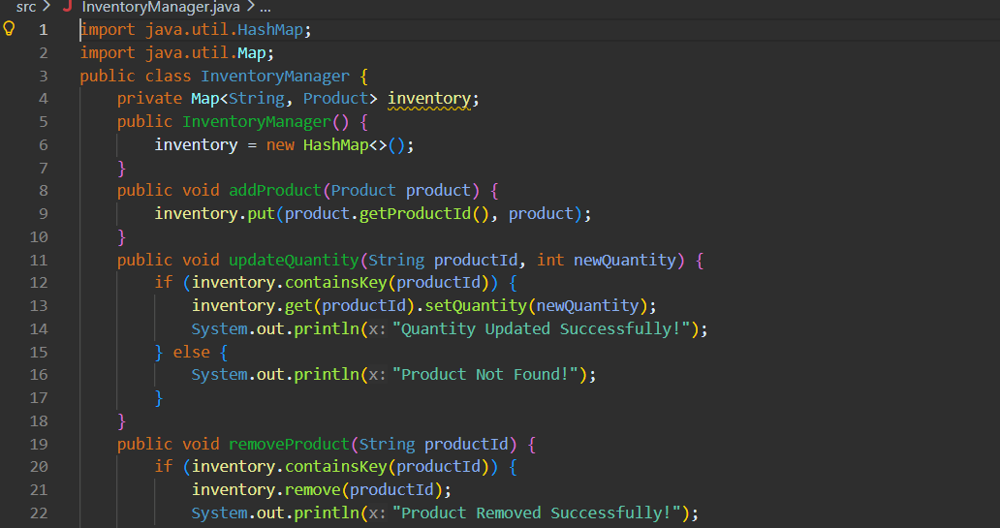 src > J InventoryManager.java > ...
1 import java.util.HashMap;
2 import java.util.Map;
3 public class InventoryManager {
4     private Map<String, Product> inventory;
5     public InventoryManager() {
6         inventory = new HashMap<>();
7     }
8     public void addProduct(Product product) {
9         inventory.put(product.getProductId(), product);
10     }
11     public void updateQuantity(String productId, int newQuantity) {
12         if (inventory.containsKey(productId)) {
13             inventory.get(productId).setQuantity(newQuantity);
14             System.out.println(x: "Quantity Updated Successfully!");
15         } else {
16             System.out.println(x: "Product Not Found!");
17         }
18     }
19     public void removeProduct(String productId) {
20         if (inventory.containsKey(productId)) {
21             inventory.remove(productId);
22             System.out.println(x: "Product Removed Successfully!");